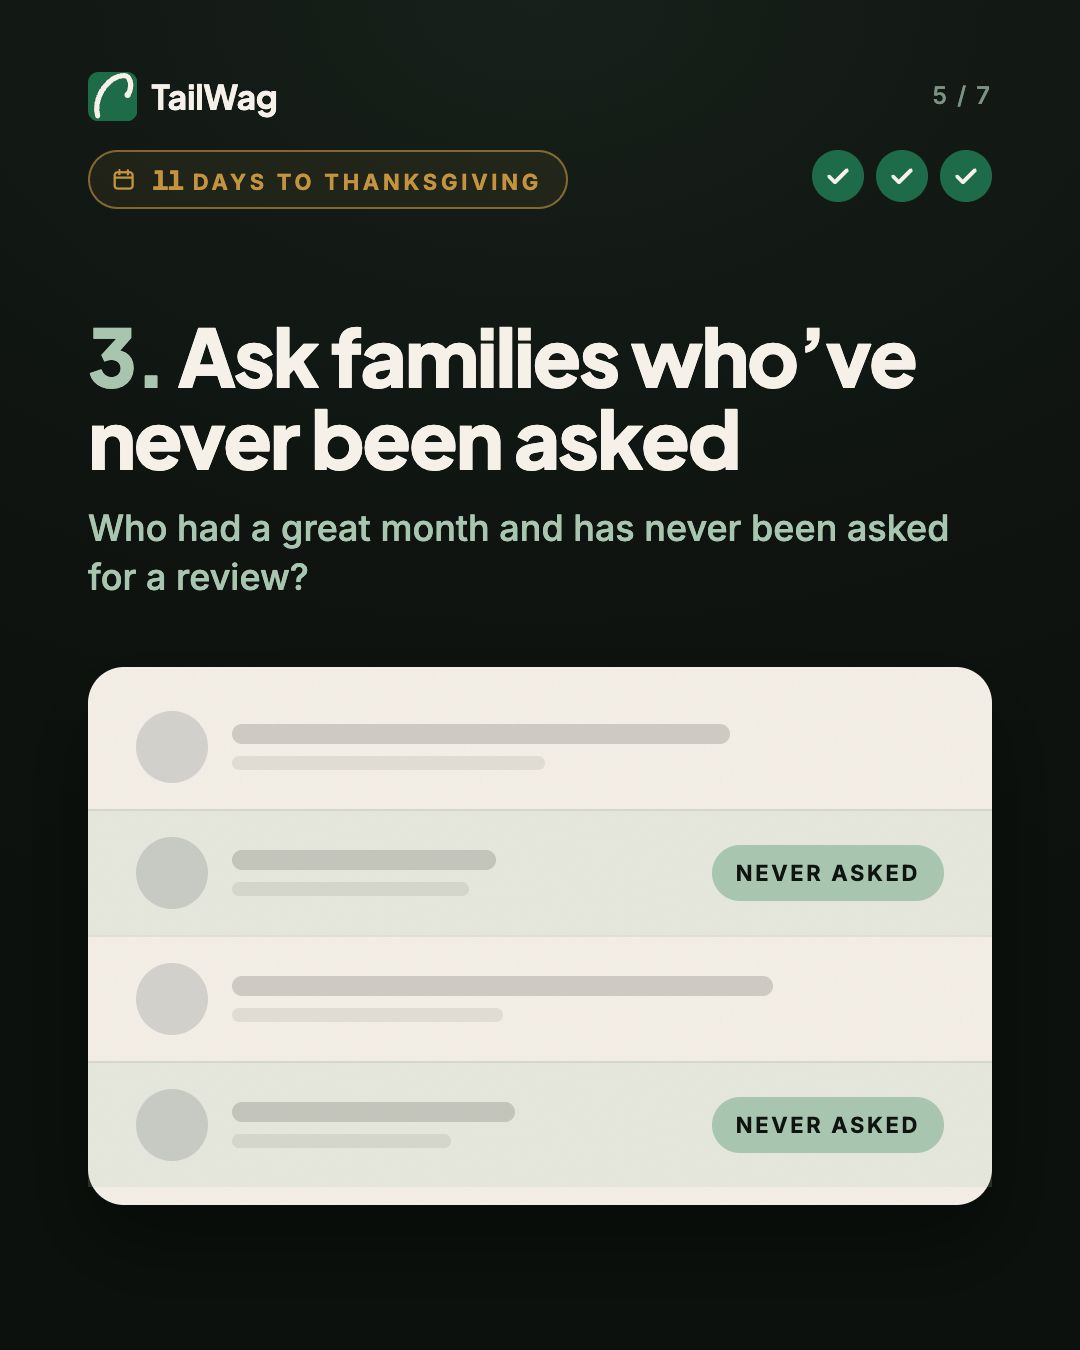 TailWag
5 / 7
11 DAYS TO THANKSGIVING
3. Ask families who’ve
never been asked
Who had a great month and has never been asked
for a review?
NEVER ASKED
NEVER ASKED